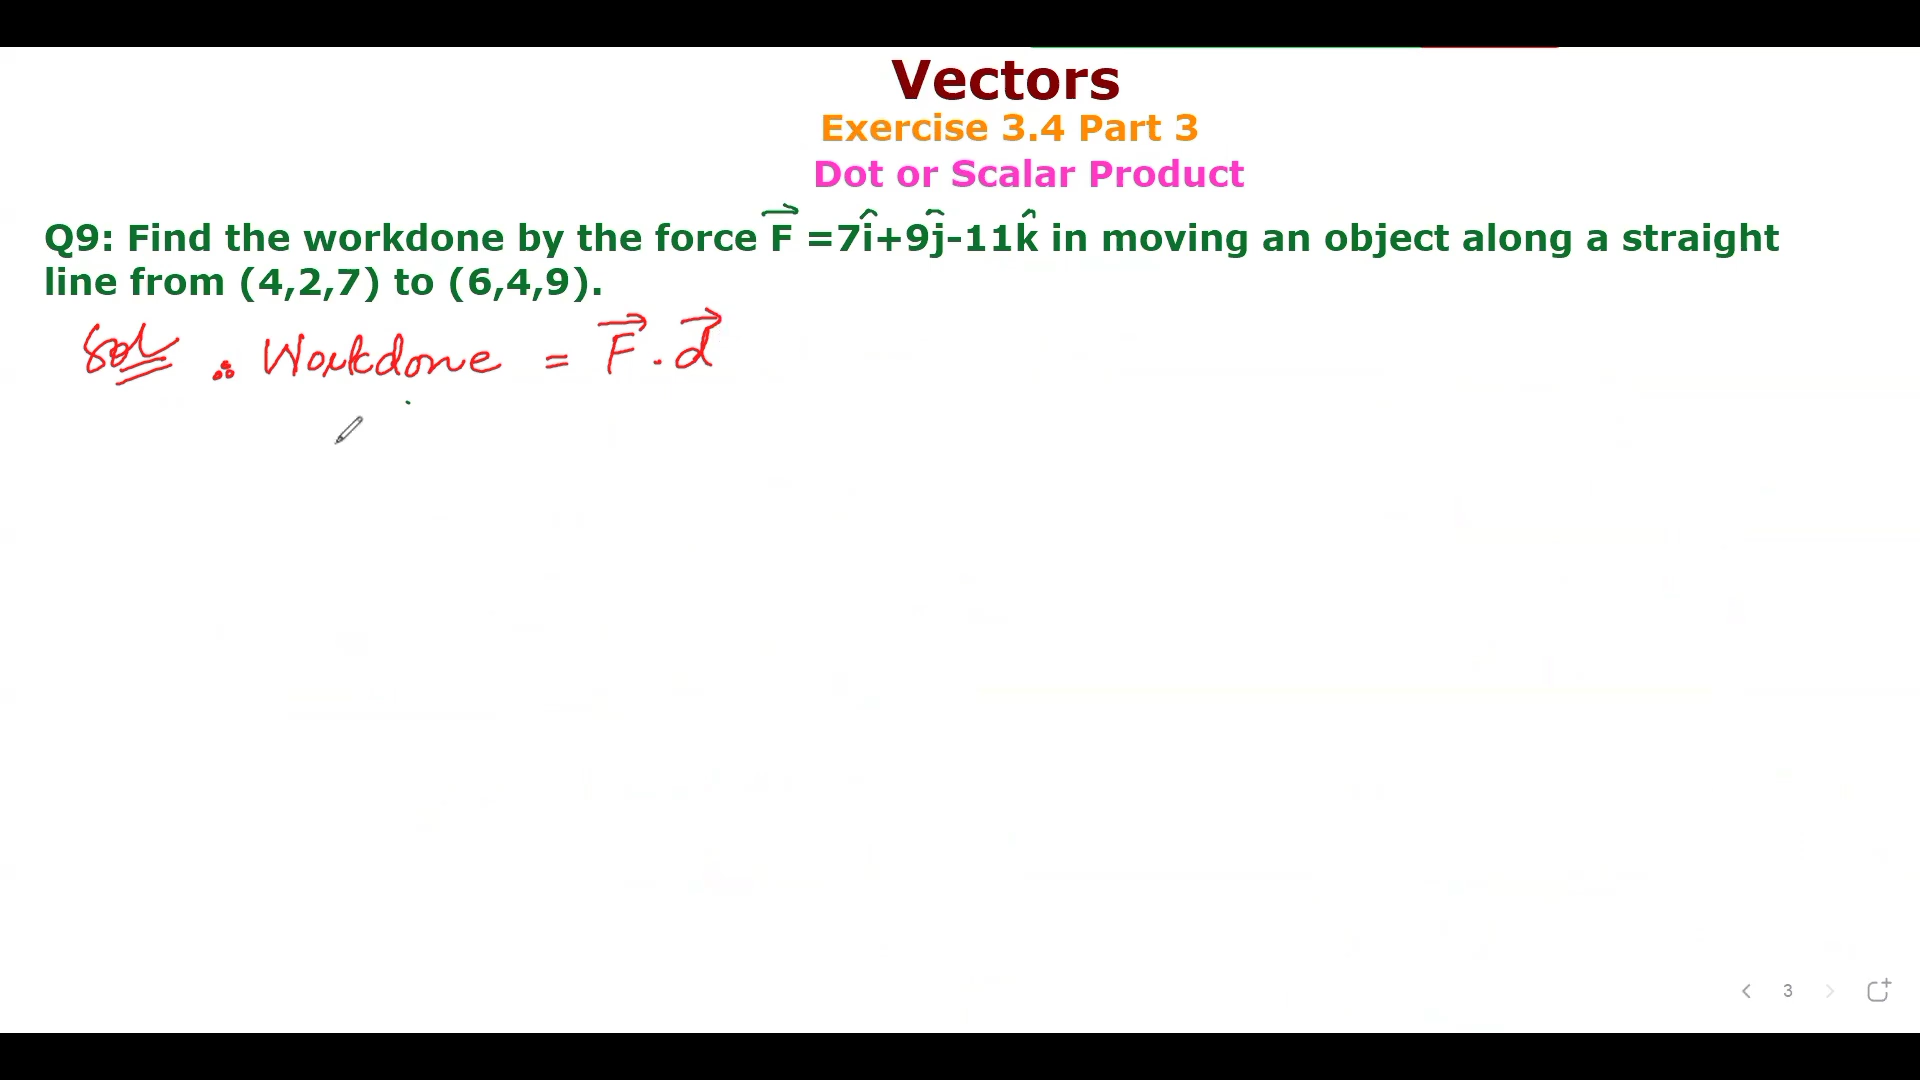 Vectors
Exercise 3.4 Part 3
Dot or Scalar Product
Q9: Find the workdone by the force F⃗ =7î+9ĵ-11k̂ in moving an object along a straight
line from (4,2,7) to (6,4,9).
Sol ∴ Workdone = F⃗ . d⃗
3